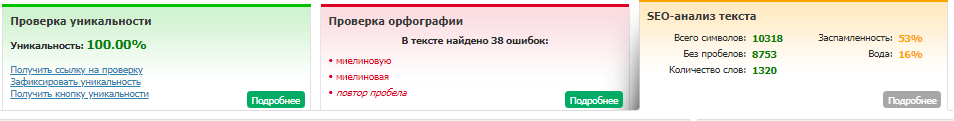 Проверка уникальности
Уникальность: 100.00%
Получить ссылку на проверку
Зафиксировать уникальность
Получить кнопку уникальности
Подробнее
Проверка орфографии
В тексте найдено 38 ошибок:
• миелиновую
• миелиновая
• повтор пробела
Подробнее
SEO-анализ текста
Всего символов: 10318 Заспамленность: 53%
Без пробелов: 8753 Вода: 16%
Количество слов: 1320
Подробнее